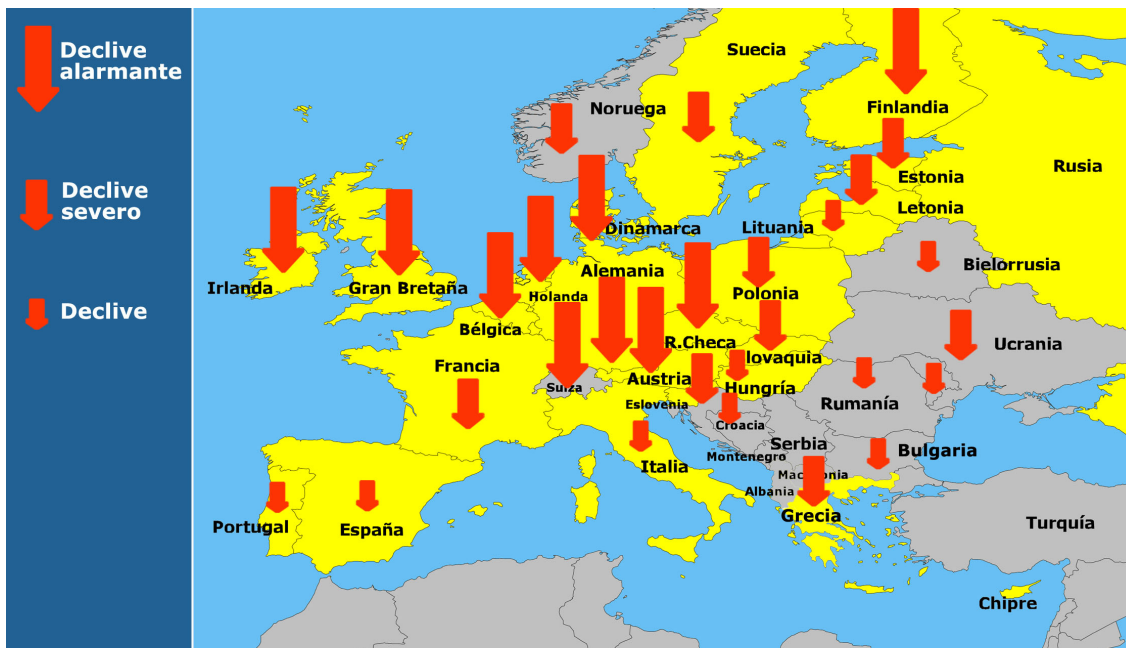 Declive
alarmante
Declive
severo
Declive
Suecia
Noruega
Finlandia
Rusia
Estonia
Letonia
Lituania
Dinamarca
Bielorrusia
Irlanda
Gran Bretaña
Holanda
Alemania
Polonia
Bélgica
R.Checa
Ucrania
lovaquia
Francia
Suiza
Austria
Hungría
Eslovenia
Rumanía
Croacia
Serbia
Bulgaria
Montenegro
Italia
Macedonia
Albania
Grecia
Portugal
España
Turquía
Chipre